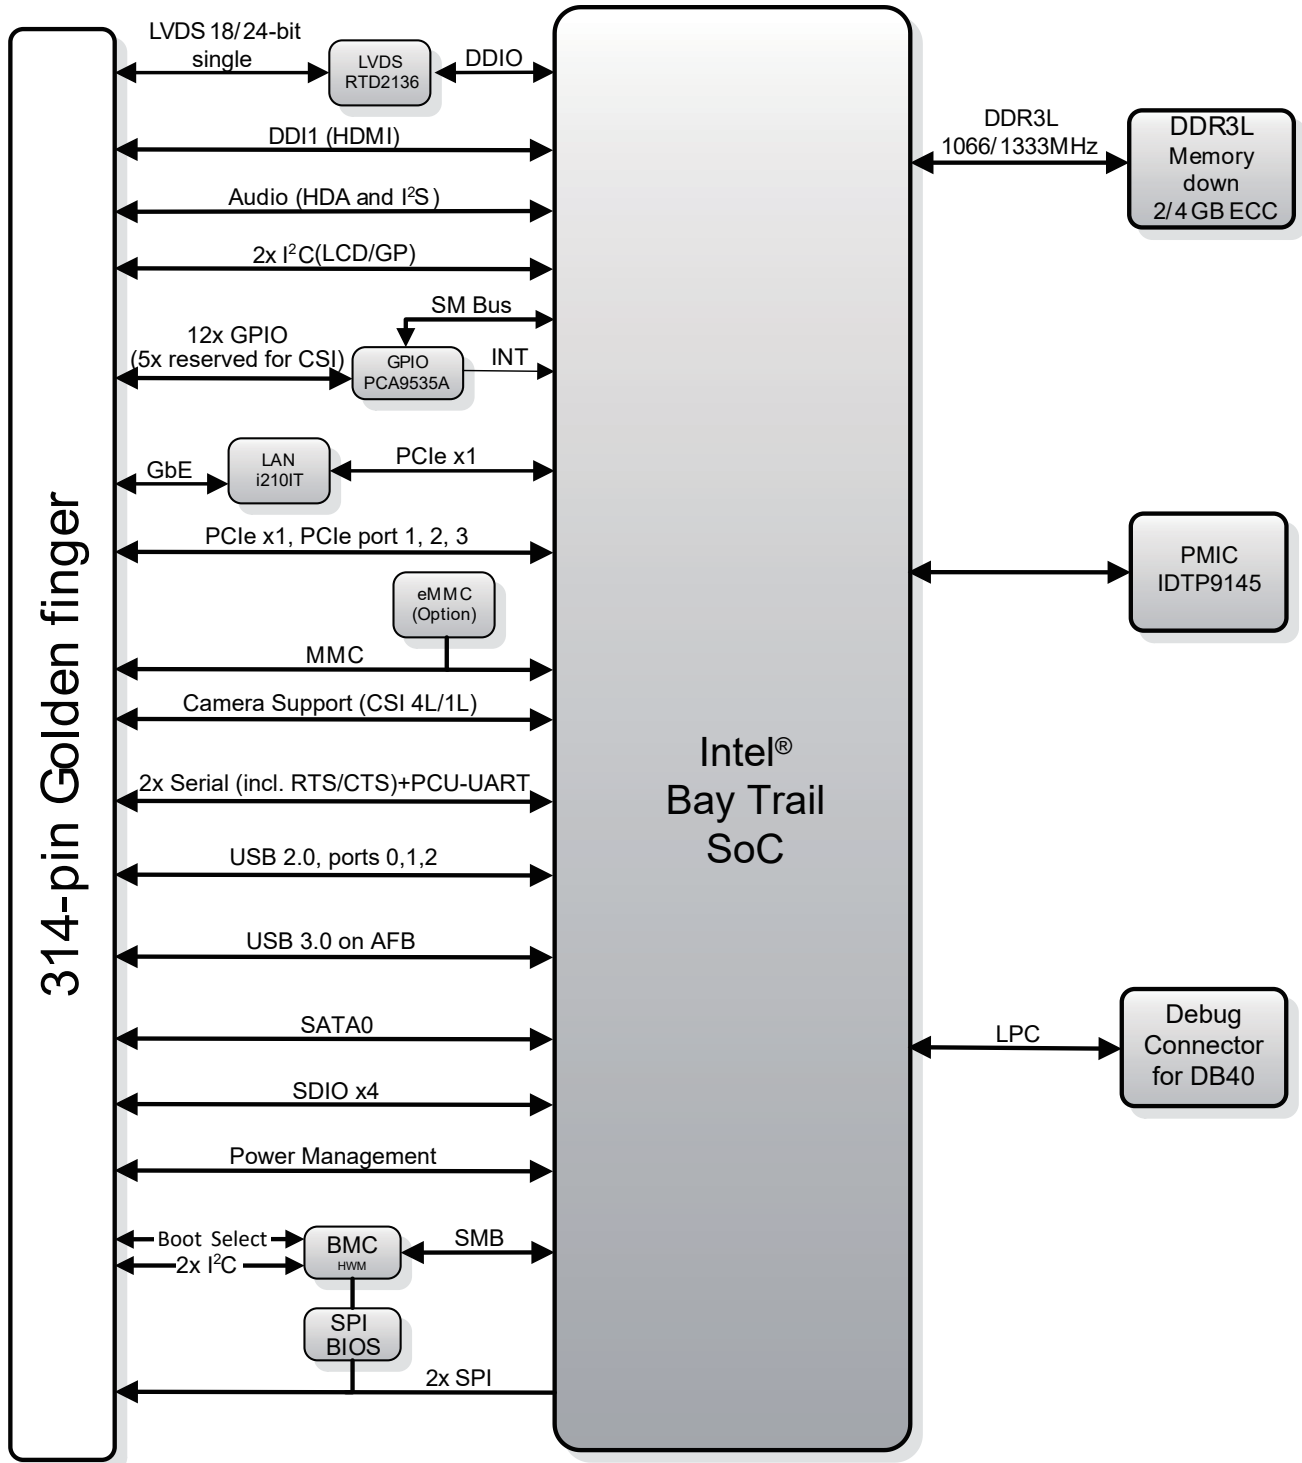 LVDS 18/24-bit
single
LVDS
RTD2136
DDIO
DDI1 (HDMI)
Audio (HDA and I²S)
2x I²C(LCD/GP)
SM Bus
12x GPIO
(5x reserved for CSI)
GPIO
PCA9535A
INT
LAN
i210IT
GbE
PCIe x1
PCIe x1, PCIe port 1, 2, 3
eMMC
(Option)
MMC
Camera Support (CSI 4L/1L)
2x Serial (incl. RTS/CTS)+PCU-UART
USB 2.0, ports 0,1,2
USB 3.0 on AFB
SATA0
SDIO x4
Power Management
Boot Select
2x I²C
BMC
HWM
SMB
SPI
BIOS
2x SPI
314-pin Golden finger
Intel®
Bay Trail
SoC
DDR3L
1066/1333MHz
DDR3L
Memory
down
2/4 GB ECC
PMIC
IDTP9145
LPC
Debug
Connector
for DB40